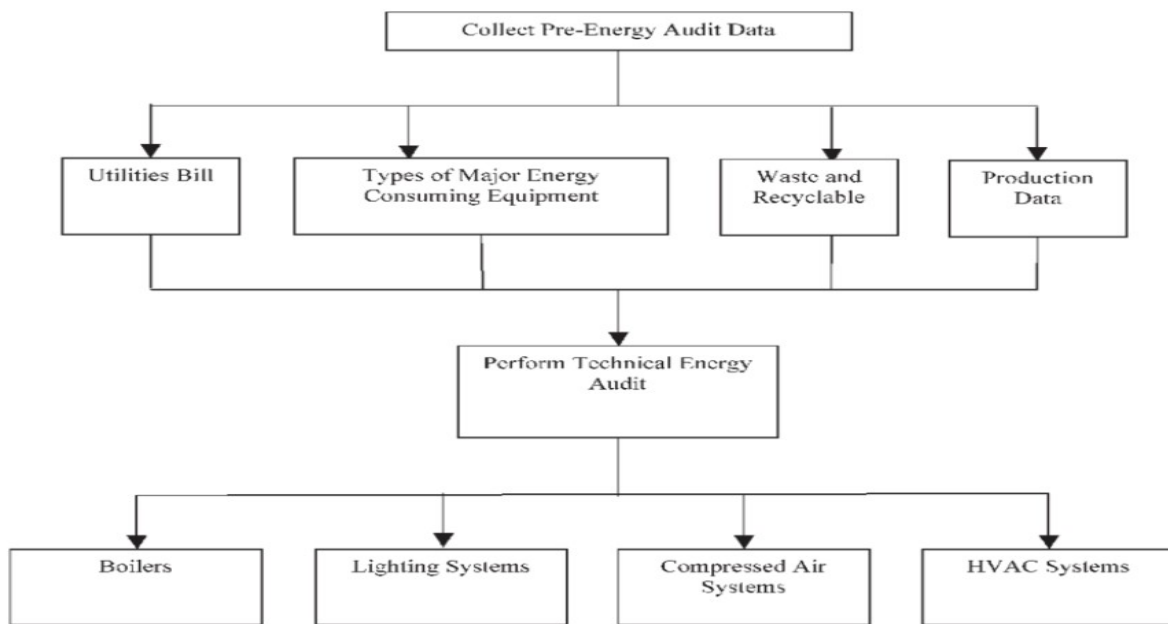 Collect Pre-Energy Audit Data
Utilities Bill
Types of Major Energy
Consuming Equipment
Waste and
Recyclable
Production
Data
Perform Technical Energy
Audit
Boilers
Lighting Systems
Compressed Air
Systems
HVAC Systems